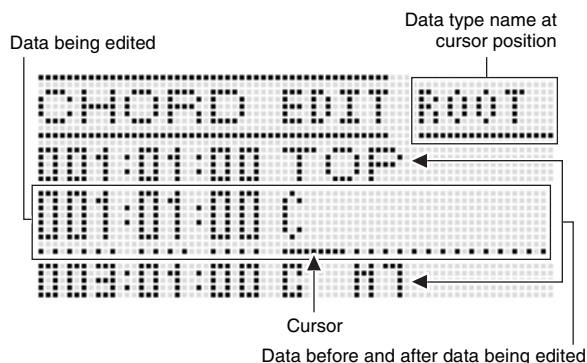 Data type name at
cursor position
Data being edited
CHORD EDIT ROOT
001:01:00 TOP
001:01:00 C
003:01:00 C m7
Cursor
Data before and after data being edited